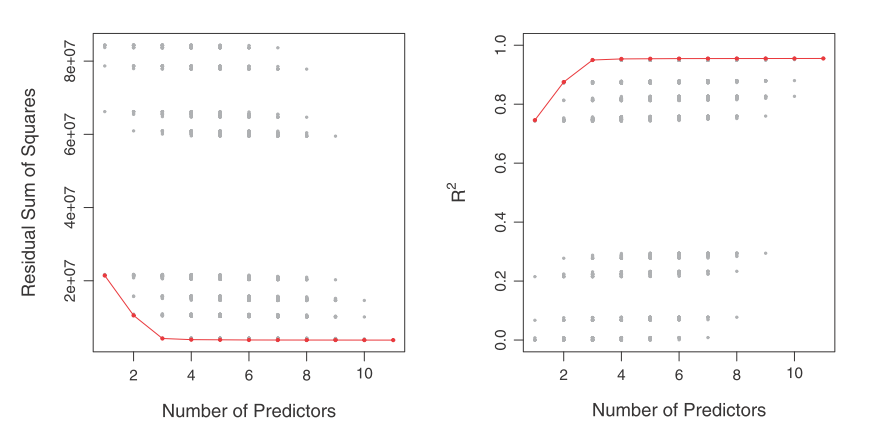 Residual Sum of Squares
8e+07
6e+07
4e+07
2e+07
2 4 6 8 10
Number of Predictors
R2
1.0
0.8
0.6
0.4
0.2
0.0
2 4 6 8 10
Number of Predictors